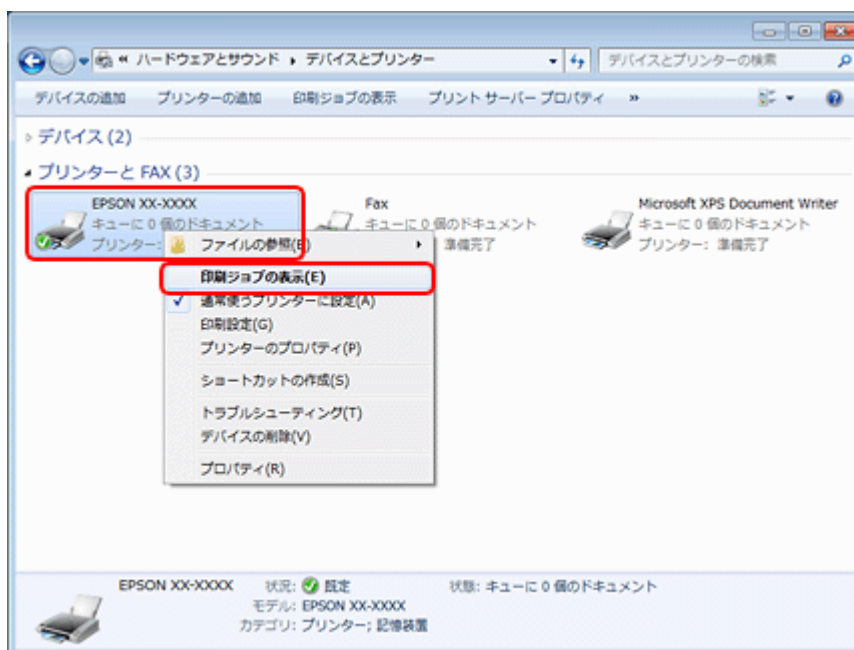 « ハードウェアとサウンド ▸ デバイスとプリンター
デバイスとプリンターの検索
デバイスの追加 プリンターの追加 印刷ジョブの表示 プリント サーバー プロパティ »
デバイス (2)
プリンターと FAX (3)
EPSON XX-XXXX
キューに 0 個のドキュメント
プリンター:
Fax
キューに 0 個のドキュメント
準備完了
Microsoft XPS Document Writer
キューに 0 個のドキュメント
プリンター: 準備完了
ファイルの参照(E)
印刷ジョブの表示(E)
通常使うプリンターに設定(A)
印刷設定(G)
プリンターのプロパティ(P)
ショートカットの作成(S)
トラブルシューティング(T)
デバイスの削除(V)
プロパティ(R)
EPSON XX-XXXX 状況: 既定 状態: キューに 0 個のドキュメント
モデル: EPSON XX-XXXX
カテゴリ: プリンター; 記憶装置